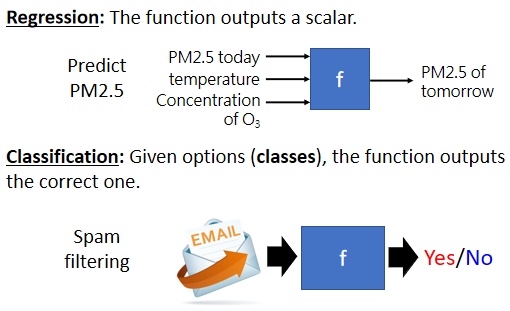 Regression: The function outputs a scalar.
Predict
PM2.5
PM2.5 today
temperature
Concentration
of O₃
f
PM2.5 of
tomorrow
Classification: Given options (classes), the function outputs
the correct one.
Spam
filtering
EMAIL
f
Yes/No